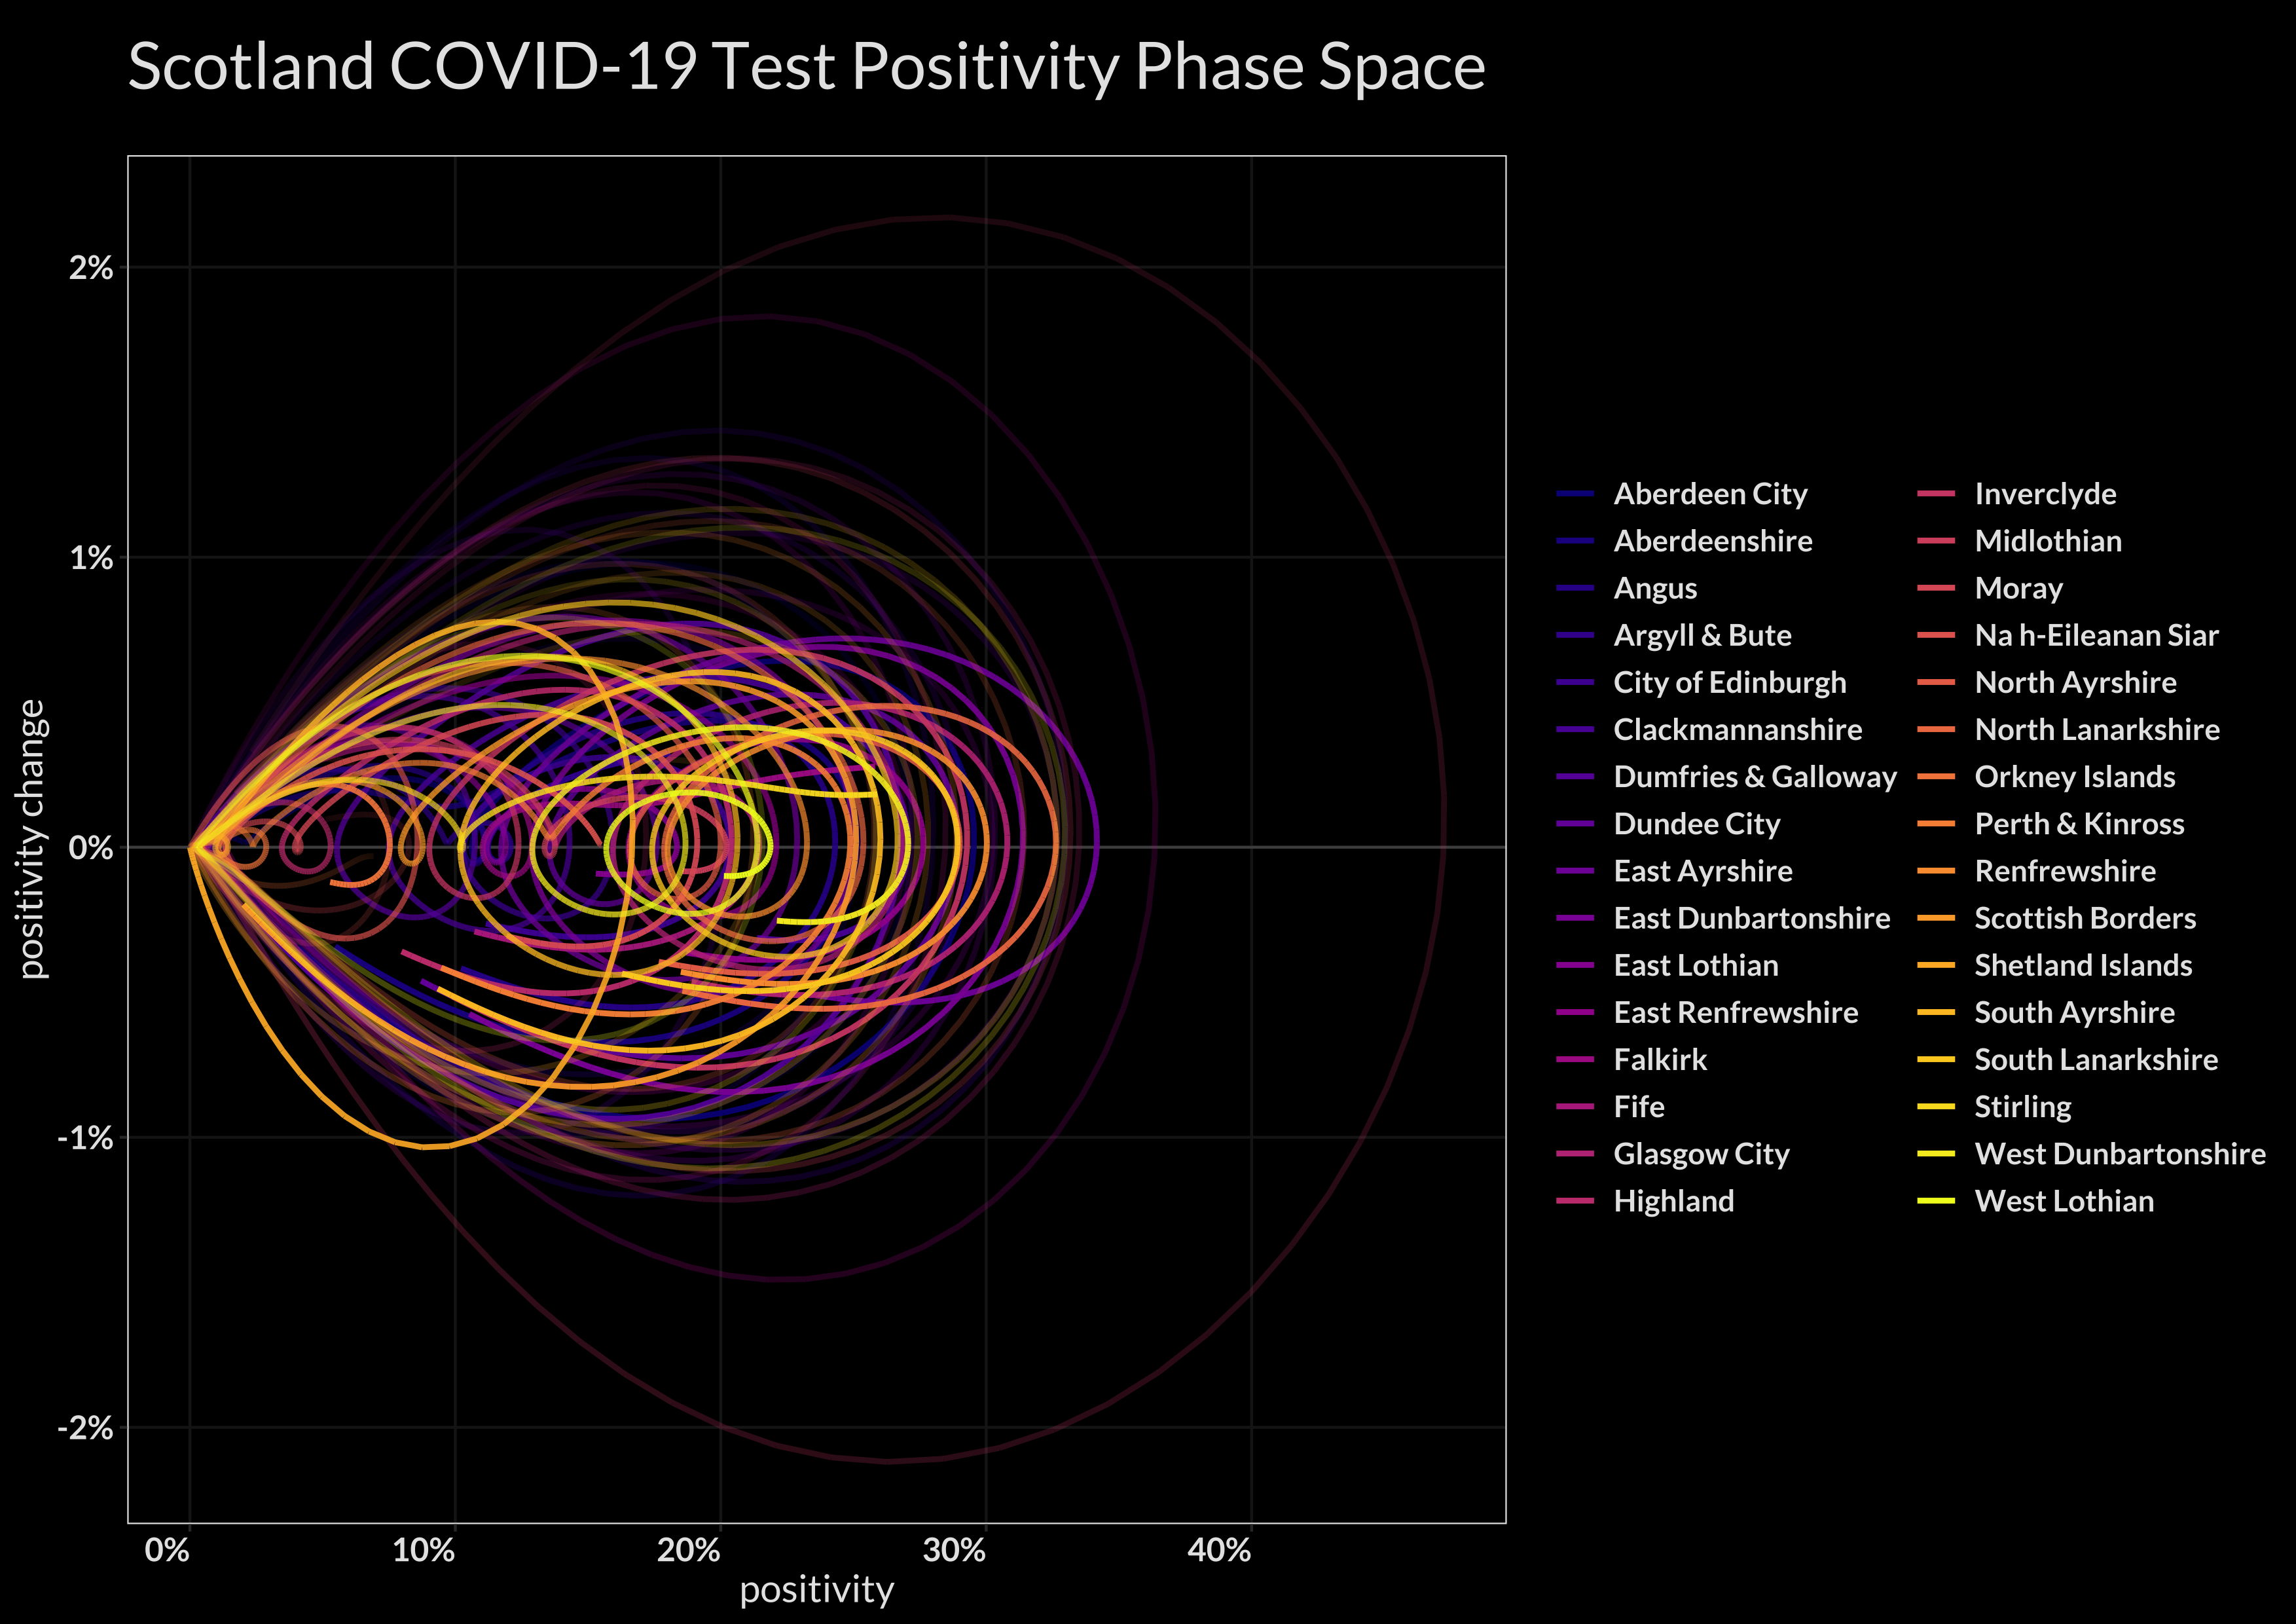 Scotland COVID-19 Test Positivity Phase Space
positivity change
2%
1%
0%
-1%
-2%
0%
10%
20%
30%
40%
positivity
Aberdeen City
Aberdeenshire
Angus
Argyll & Bute
City of Edinburgh
Clackmannanshire
Dumfries & Galloway
Dundee City
East Ayrshire
East Dunbartonshire
East Lothian
East Renfrewshire
Falkirk
Fife
Glasgow City
Highland
Inverclyde
Midlothian
Moray
Na h-Eileanan Siar
North Ayrshire
North Lanarkshire
Orkney Islands
Perth & Kinross
Renfrewshire
Scottish Borders
Shetland Islands
South Ayrshire
South Lanarkshire
Stirling
West Dunbartonshire
West Lothian